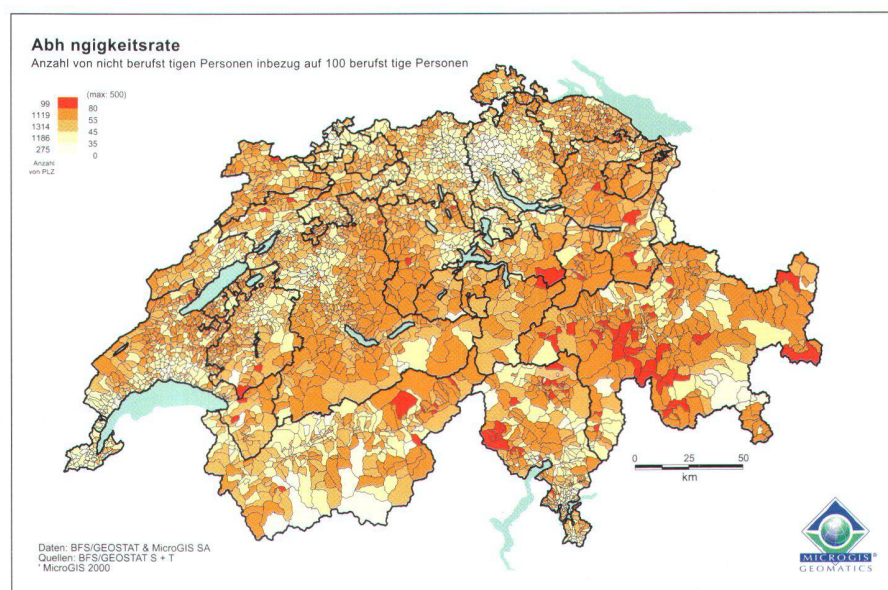 Abh ngigkeitsrate
Anzahl von nicht berufst tigen Personen inbezug auf 100 berufst tige Personen
(max: 500)
99 80
1119 55
1314 45
1186 35
275 0
Anzahl
von PLZ
0 25 50
km
Daten: BFS/GEOSTAT & MicroGIS SA
Quellen: BFS/GEOSTAT S + T
' MicroGIS 2000
MICROGIS®
GEOMATICS